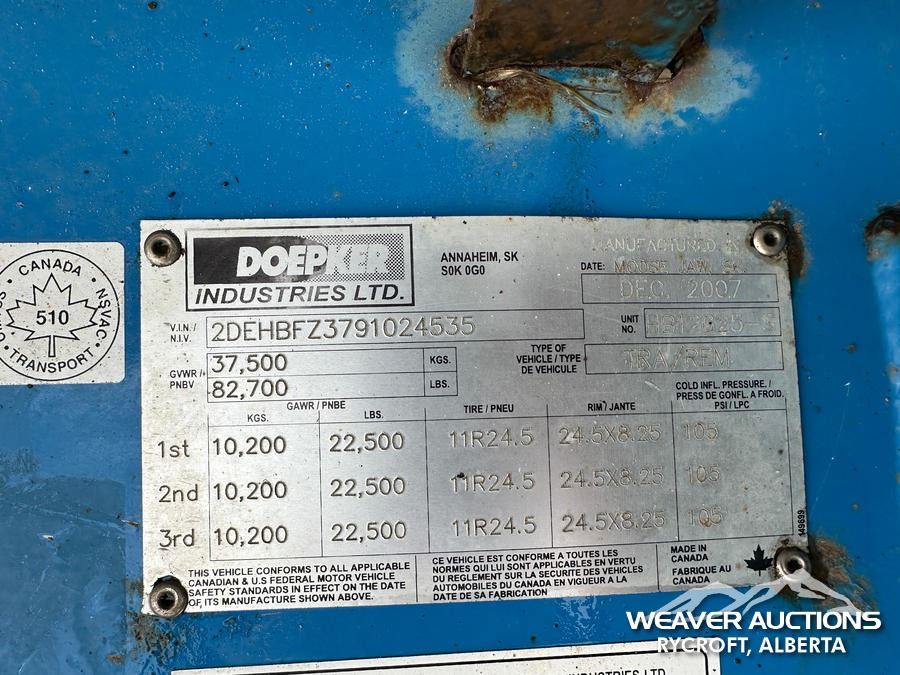 CANADA
NSVAC
510
TRANSPORT
DOEPKER
INDUSTRIES LTD.
ANNAHEIM, SK
S0K 0G0
MANUFACTURED IN
MOOSE JAW, SK
DATE:
DEC. 2007
V.I.N./
N.I.V.
2DEHBFZ3791024535
UNIT
NO.
GVWR /
PNBV
37,500 KGS.
82,700 LBS.
TYPE OF
VEHICLE / TYPE
DE VEHICULE
TRA/REM
GAWR / PNBE
KGS. LBS.
TIRE / PNEU
RIM / JANTE
COLD INFL. PRESSURE. /
PRESS DE GONFL. A FROID.
PSI / LPC
1st 10,200 22,500 11R24.5 24.5X8.25 105
2nd 10,200 22,500 11R24.5 24.5X8.25 105
3rd 10,200 22,500 11R24.5 24.5X8.25 105
149699
THIS VEHICLE CONFORMS TO ALL APPLICABLE
CANADIAN & U.S FEDERAL MOTOR VEHICLE
SAFETY STANDARDS IN EFFECT ON THE DATE
OF, ITS MANUFACTURE SHOWN ABOVE.
CE VEHICLE EST CONFORME A TOUTES LES
NORMES QUI LUI SONT APPLICABLES EN VERTU
DU REGLEMENT SUR LA SECURITE DES VEHICLES
AUTOMOBILES DU CANADA EN VIGUEUR A LA
DATE DE SA FABRICATION
MADE IN
CANADA
FABRIQUE AU
CANADA
INDUSTRIES LTD
WEAVER AUCTIONS
RYCROFT, ALBERTA